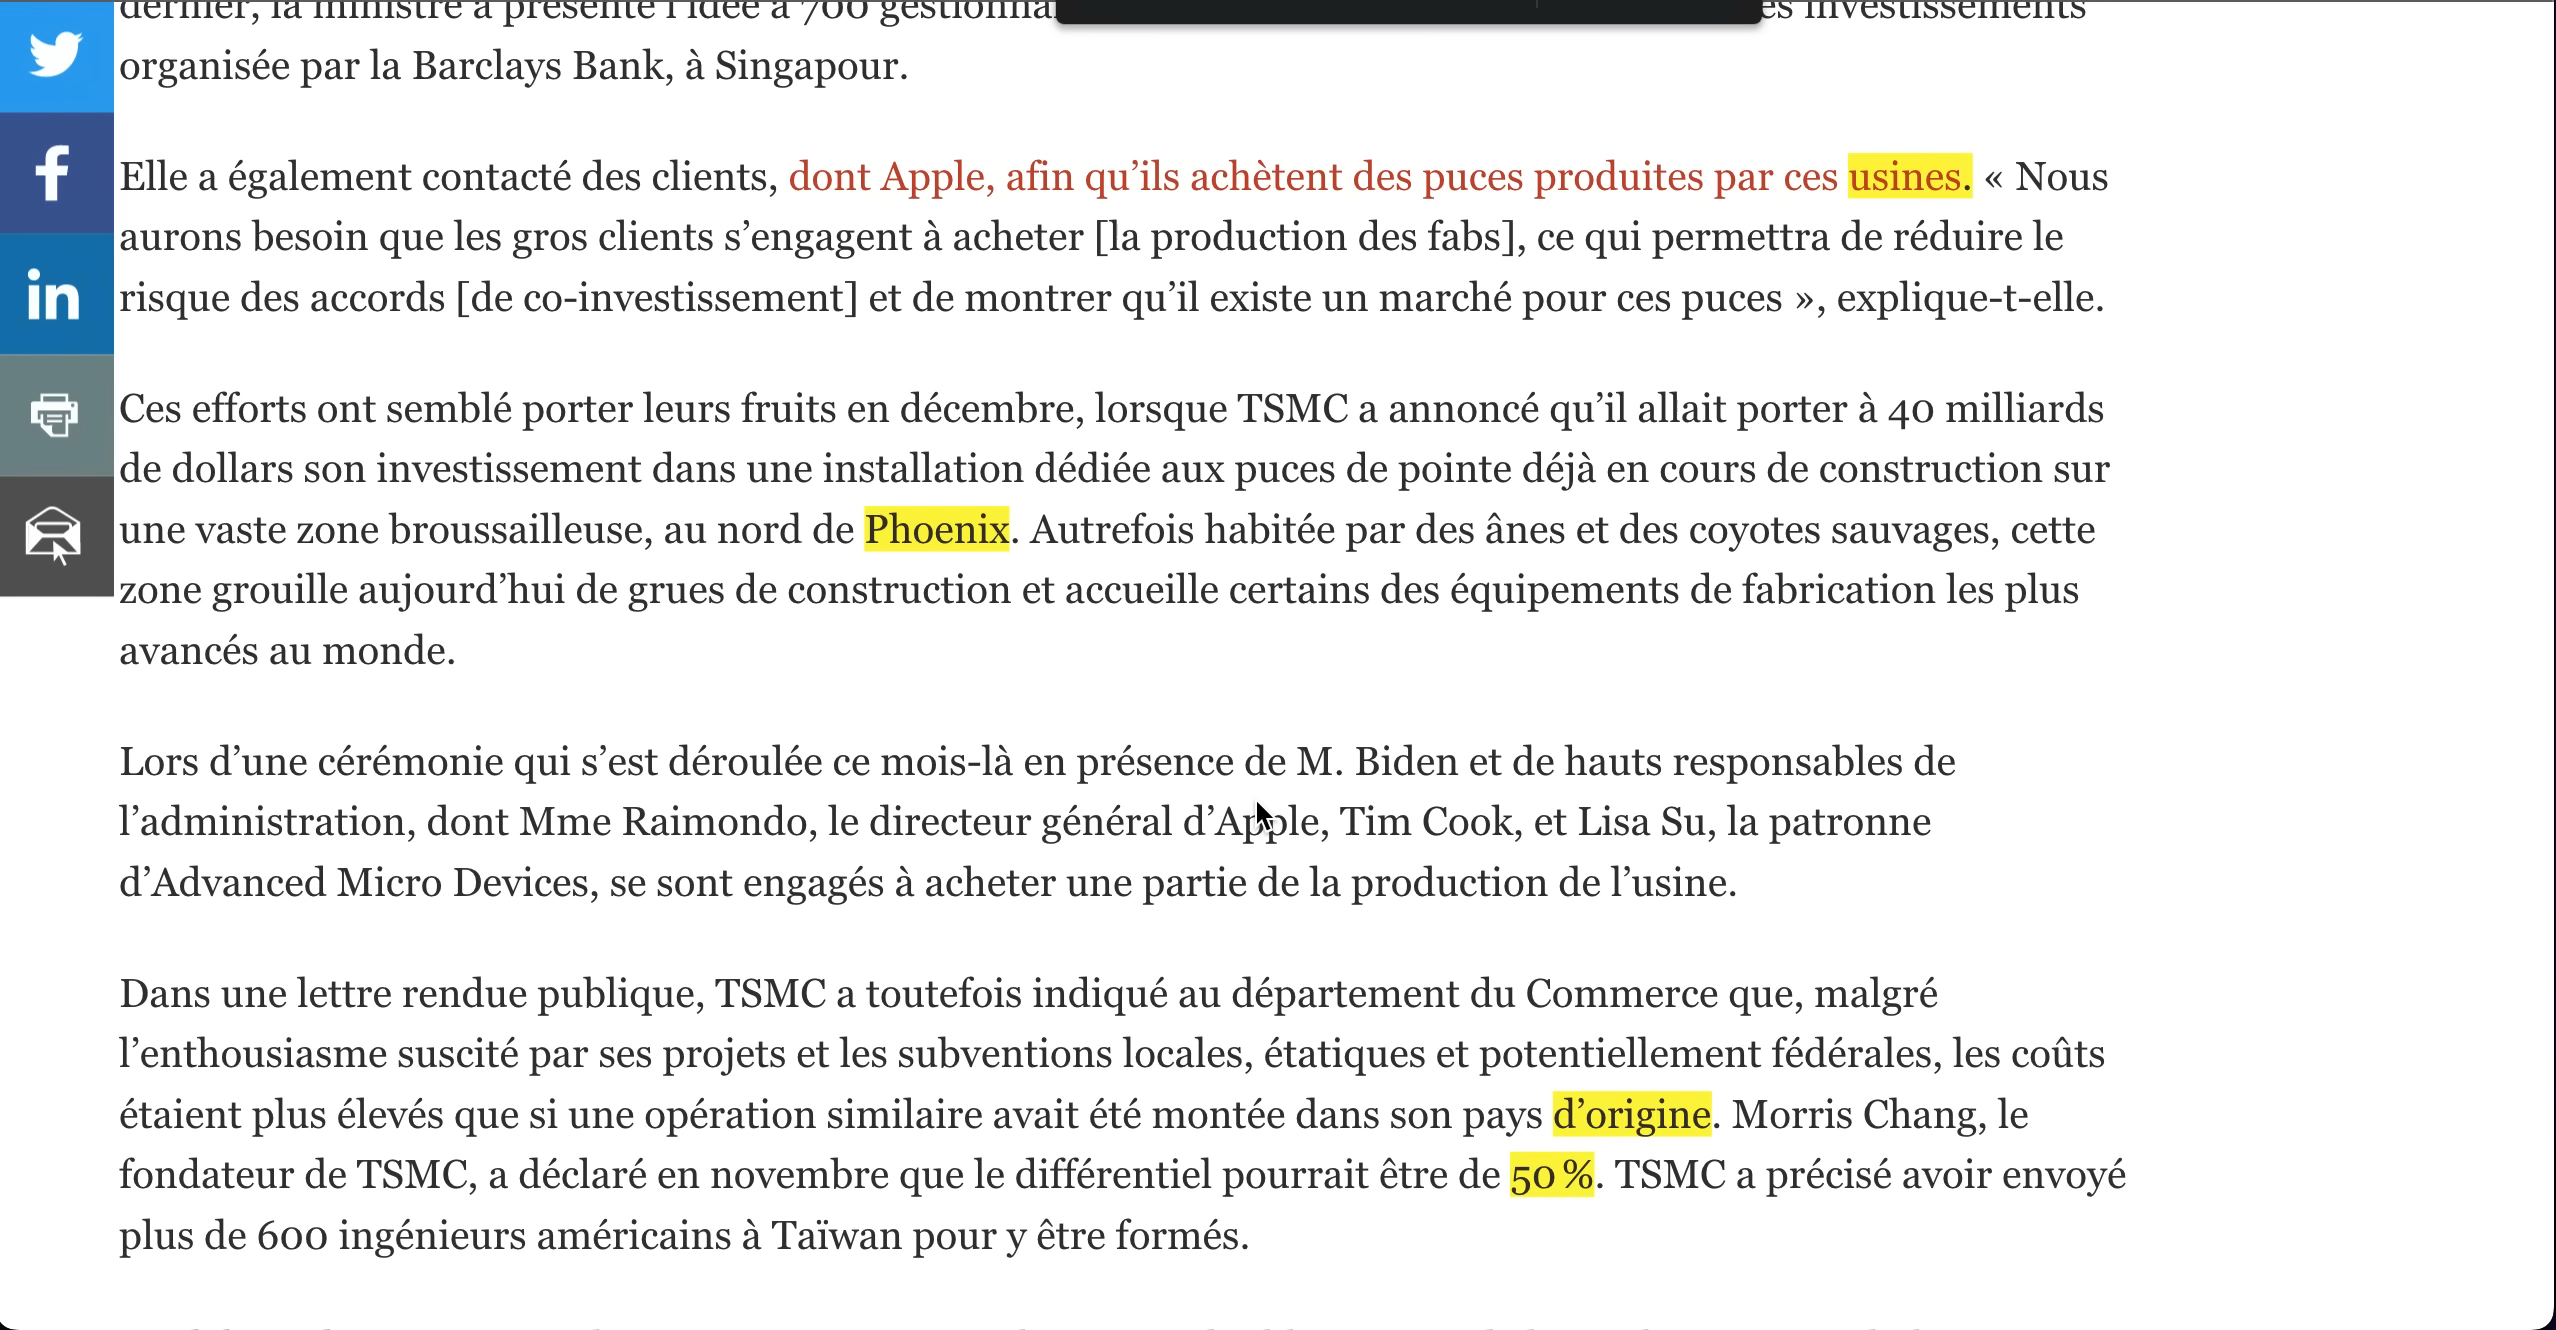 dernier, la ministre a présenté l'idée à 700 es investissements
organisée par la Barclays Bank, à Singapour.
Elle a également contacté des clients, dont Apple, afin qu’ils achètent des puces produites par ces usines. « Nous
aurons besoin que les gros clients s’engagent à acheter [la production des fabs], ce qui permettra de réduire le
risque des accords [de co-investissement] et de montrer qu’il existe un marché pour ces puces », explique-t-elle.
Ces efforts ont semblé porter leurs fruits en décembre, lorsque TSMC a annoncé qu’il allait porter à 40 milliards
de dollars son investissement dans une installation dédiée aux puces de pointe déjà en cours de construction sur
une vaste zone broussailleuse, au nord de Phoenix. Autrefois habitée par des ânes et des coyotes sauvages, cette
zone grouille aujourd’hui de grues de construction et accueille certains des équipements de fabrication les plus
avancés au monde.
Lors d’une cérémonie qui s’est déroulée ce mois-là en présence de M. Biden et de hauts responsables de
l’administration, dont Mme Raimondo, le directeur général d’Apple, Tim Cook, et Lisa Su, la patronne
d’Advanced Micro Devices, se sont engagés à acheter une partie de la production de l’usine.
Dans une lettre rendue publique, TSMC a toutefois indiqué au département du Commerce que, malgré
l’enthousiasme suscité par ses projets et les subventions locales, étatiques et potentiellement fédérales, les coûts
étaient plus élevés que si une opération similaire avait été montée dans son pays d’origine. Morris Chang, le
fondateur de TSMC, a déclaré en novembre que le différentiel pourrait être de 50 %. TSMC a précisé avoir envoyé
plus de 600 ingénieurs américains à Taïwan pour y être formés.